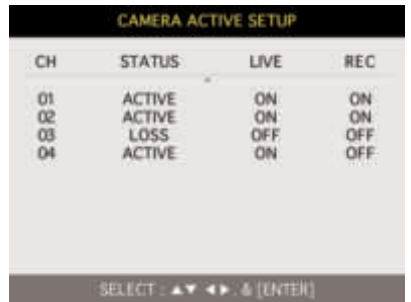 CAMERA ACTIVE SETUP
CH STATUS LIVE REC
01 ACTIVE ON ON
02 ACTIVE ON ON
03 LOSS OFF OFF
04 ACTIVE ON OFF
SELECT : ▲▼ ◀▶. & [ENTER]